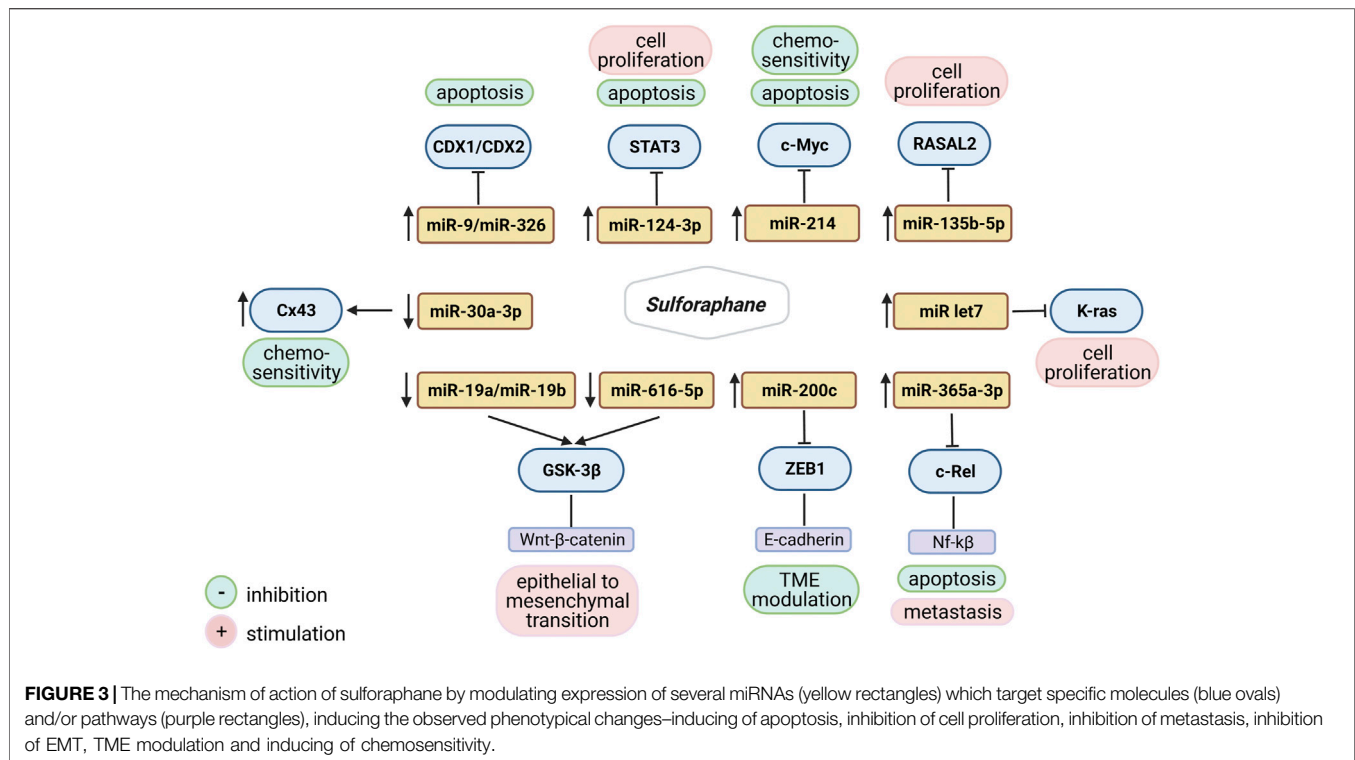 cell
proliferation
chemo-
sensitivity
cell
proliferation
apoptosis
apoptosis
apoptosis
CDX1/CDX2
STAT3
c-Myc
RASAL2
miR-9/miR-326
miR-124-3p
miR-214
miR-135b-5p
Cx43
miR-30a-3p
Sulforaphane
miR let7
K-ras
chemo-
sensitivity
cell
proliferation
miR-19a/miR-19b
miR-616-5p
miR-200c
miR-365a-3p
GSK-3β
ZEB1
c-Rel
Wnt-β-catenin
E-cadherin
Nf-kβ
epithelial to
mesenchymal
transition
TME
modulation
apoptosis
metastasis
- inhibition
+ stimulation
FIGURE 3 | The mechanism of action of sulforaphane by modulating expression of several miRNAs (yellow rectangles) which target specific molecules (blue ovals)
and/or pathways (purple rectangles), inducing the observed phenotypical changes–inducing of apoptosis, inhibition of cell proliferation, inhibition of metastasis, inhibition
of EMT, TME modulation and inducing of chemosensitivity.